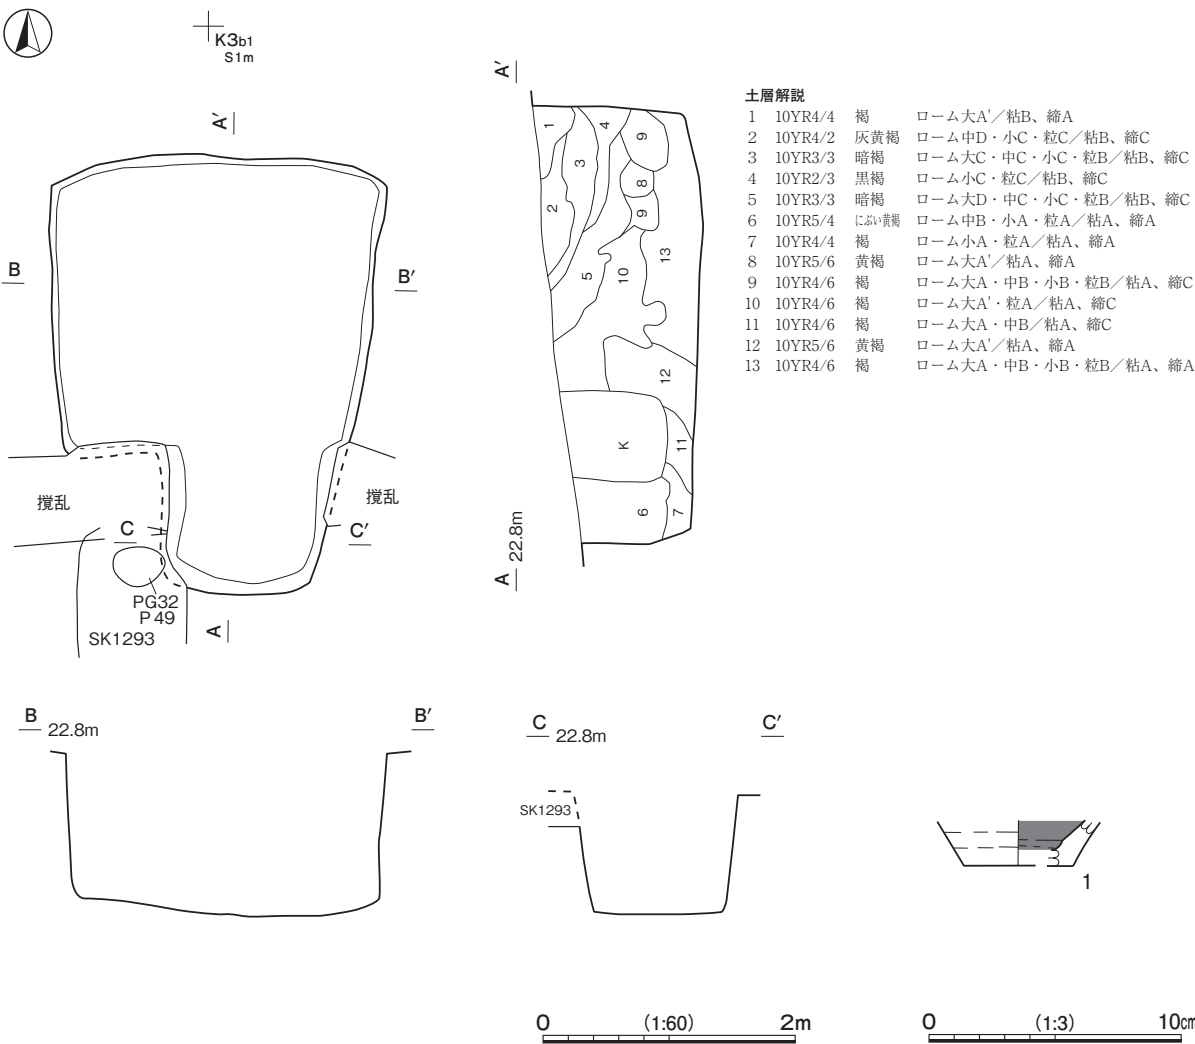 K3b1
S1m
A′
B
B′
撹乱
撹乱
C
C′
PG32
P49
SK1293
A
A′
1
4
9
3
8
2
9
13
5
10
12
K
11
6
7
A 22.8m
土層解説
1 10YR4/4 褐 ローム大A'／粘B、締A
2 10YR4/2 灰黄褐 ローム中D・小C・粒C／粘B、締C
3 10YR3/3 暗褐 ローム大C・中C・小C・粒B／粘B、締C
4 10YR2/3 黒褐 ローム小C・粒C／粘B、締C
5 10YR3/3 暗褐 ローム大D・中C・小C・粒B／粘B、締C
6 10YR5/4 にぶい黄褐 ローム中B・小A・粒A／粘A、締A
7 10YR4/4 褐 ローム小A・粒A／粘A、締A
8 10YR5/6 黄褐 ローム大A'／粘A、締A
9 10YR4/6 褐 ローム大A・中B・小B・粒B／粘A、締C
10 10YR4/6 褐 ローム大A'・粒A／粘A、締C
11 10YR4/6 褐 ローム大A・中B／粘A、締C
12 10YR5/6 黄褐 ローム大A'／粘A、締A
13 10YR4/6 褐 ローム大A・中B・小B・粒B／粘A、締A
B 22.8m
B′
C 22.8m
C′
SK1293
1
0 (1:60) 2m
0 (1:3) 10cm